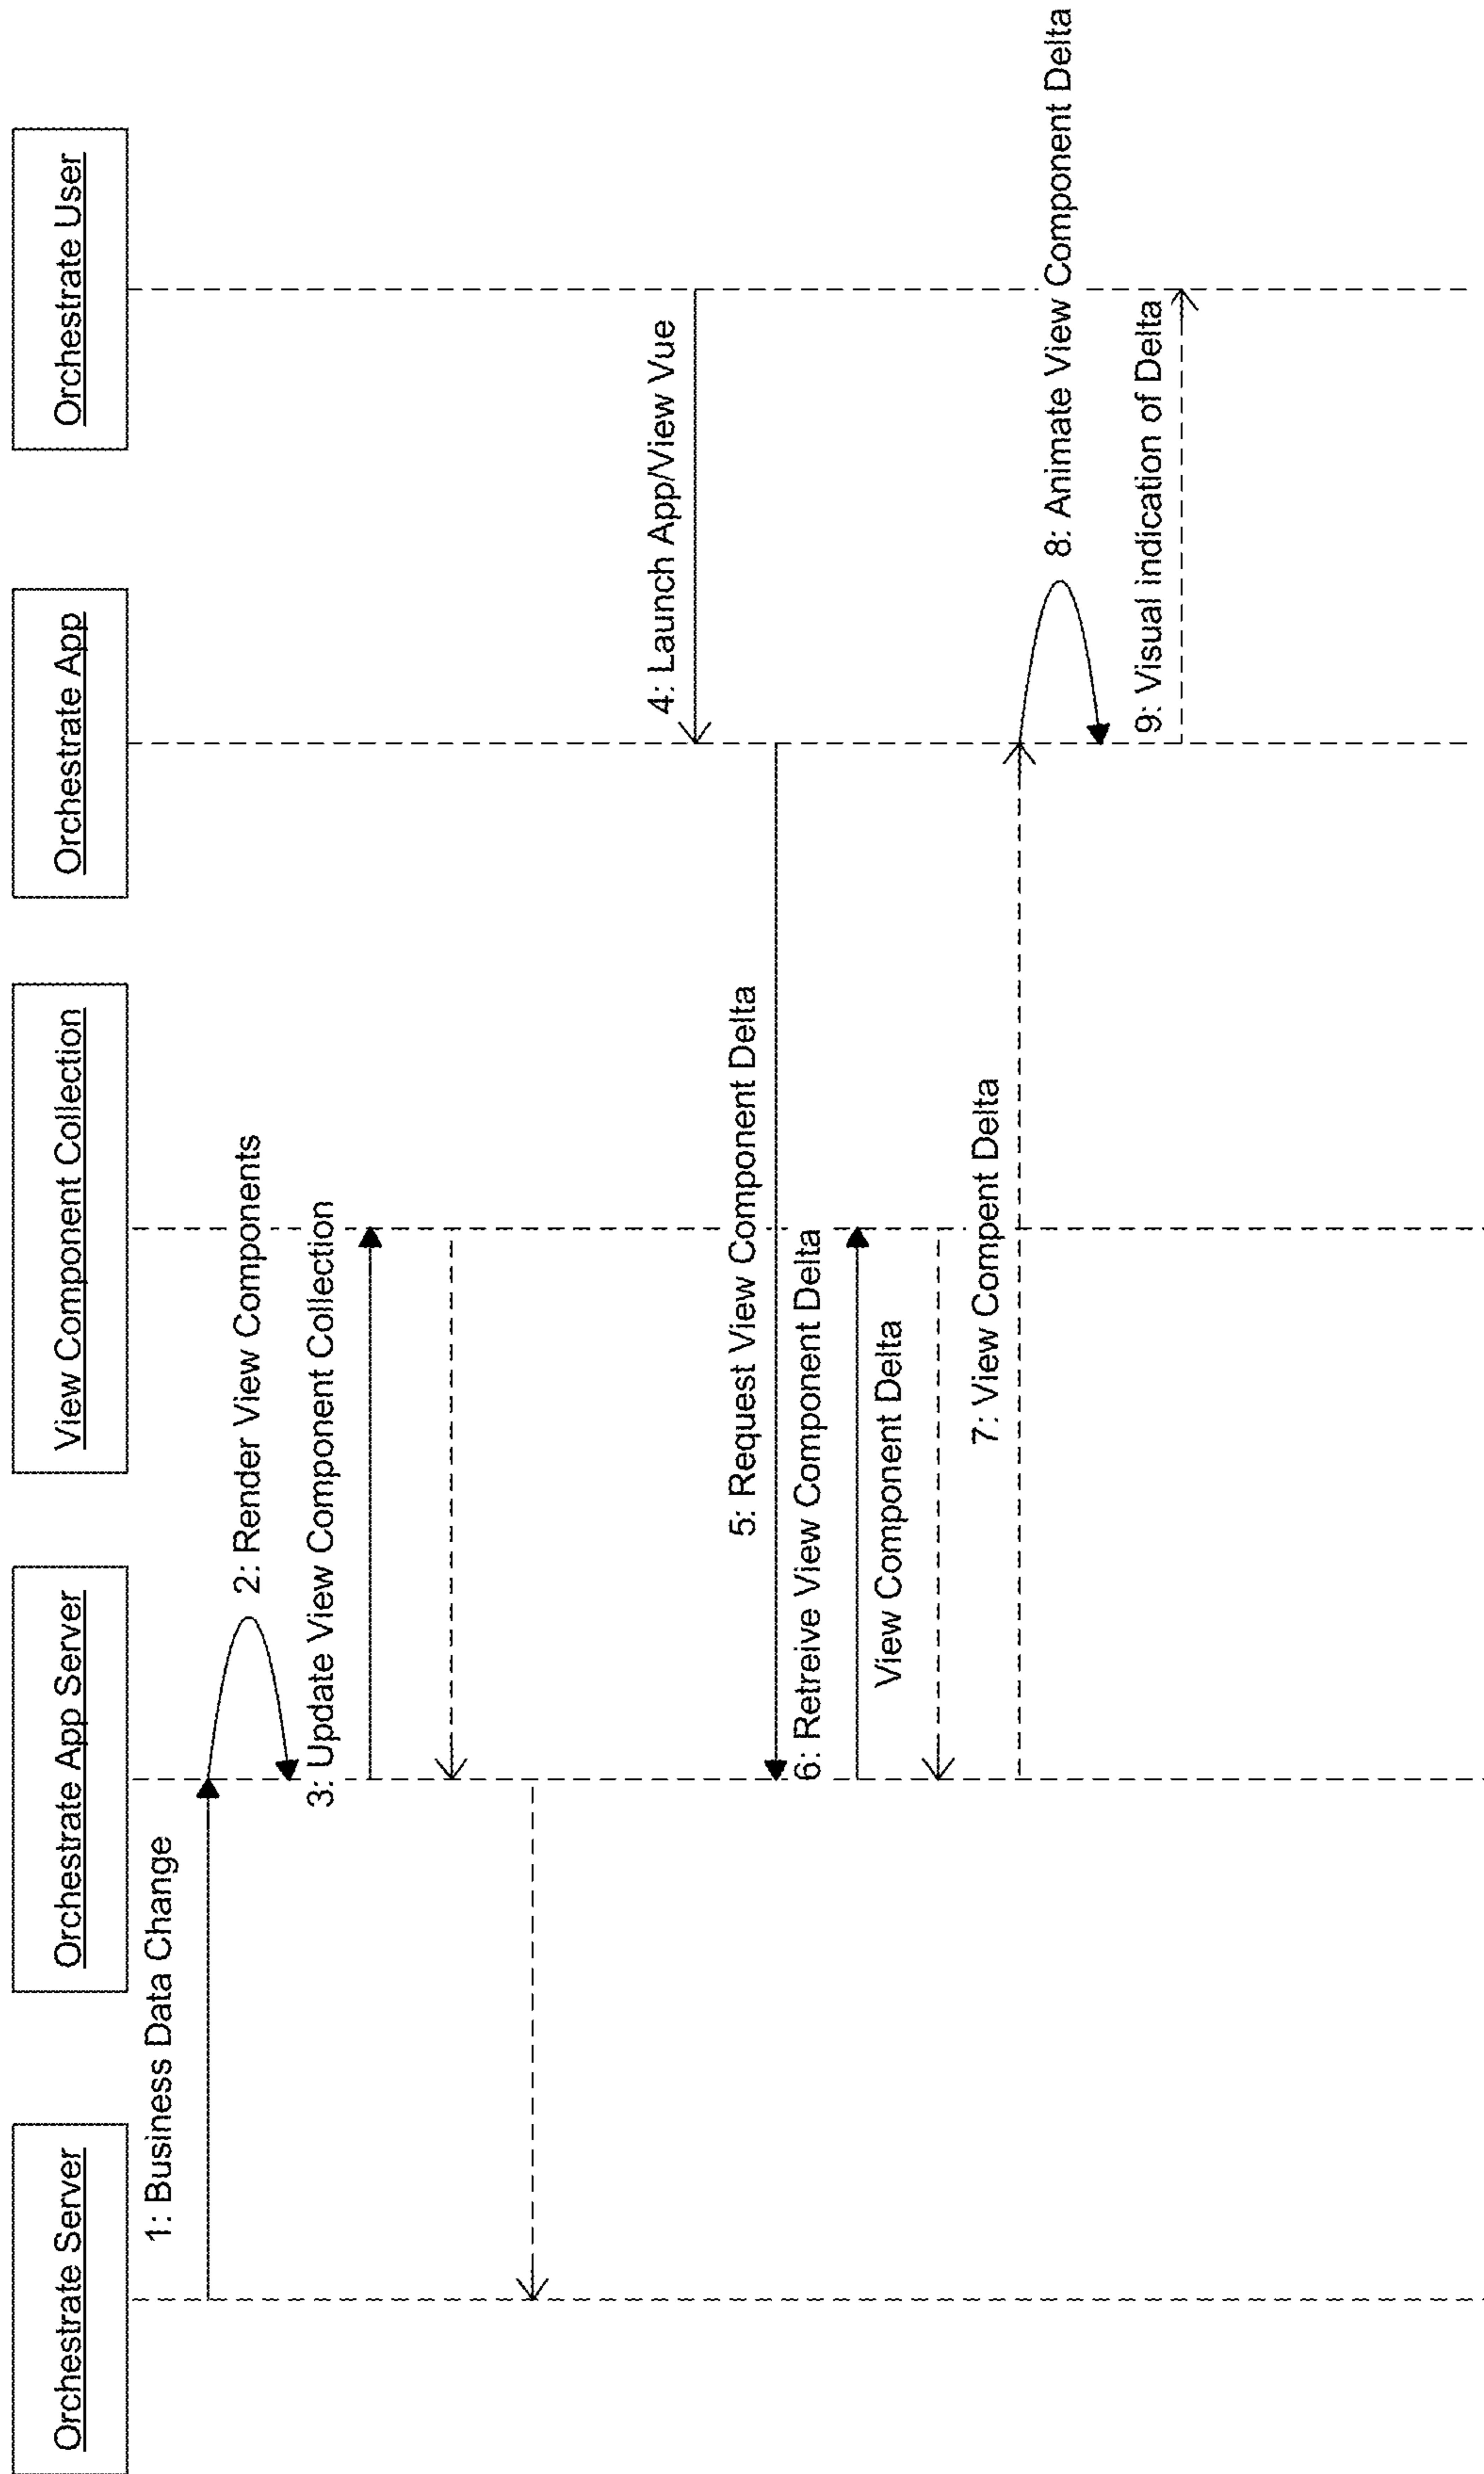 Orchestrate Server
Orchestrate App Server
View Component Collection
Orchestrate App
Orchestrate User
1: Business Data Change
2: Render View Components
3: Update View Component Collection
4: Launch App/View Vue
5: Request View Component Delta
6: Retreive View Component Delta
View Component Delta
7: View Compent Delta
8: Animate View Component Delta
9: Visual indication of Delta